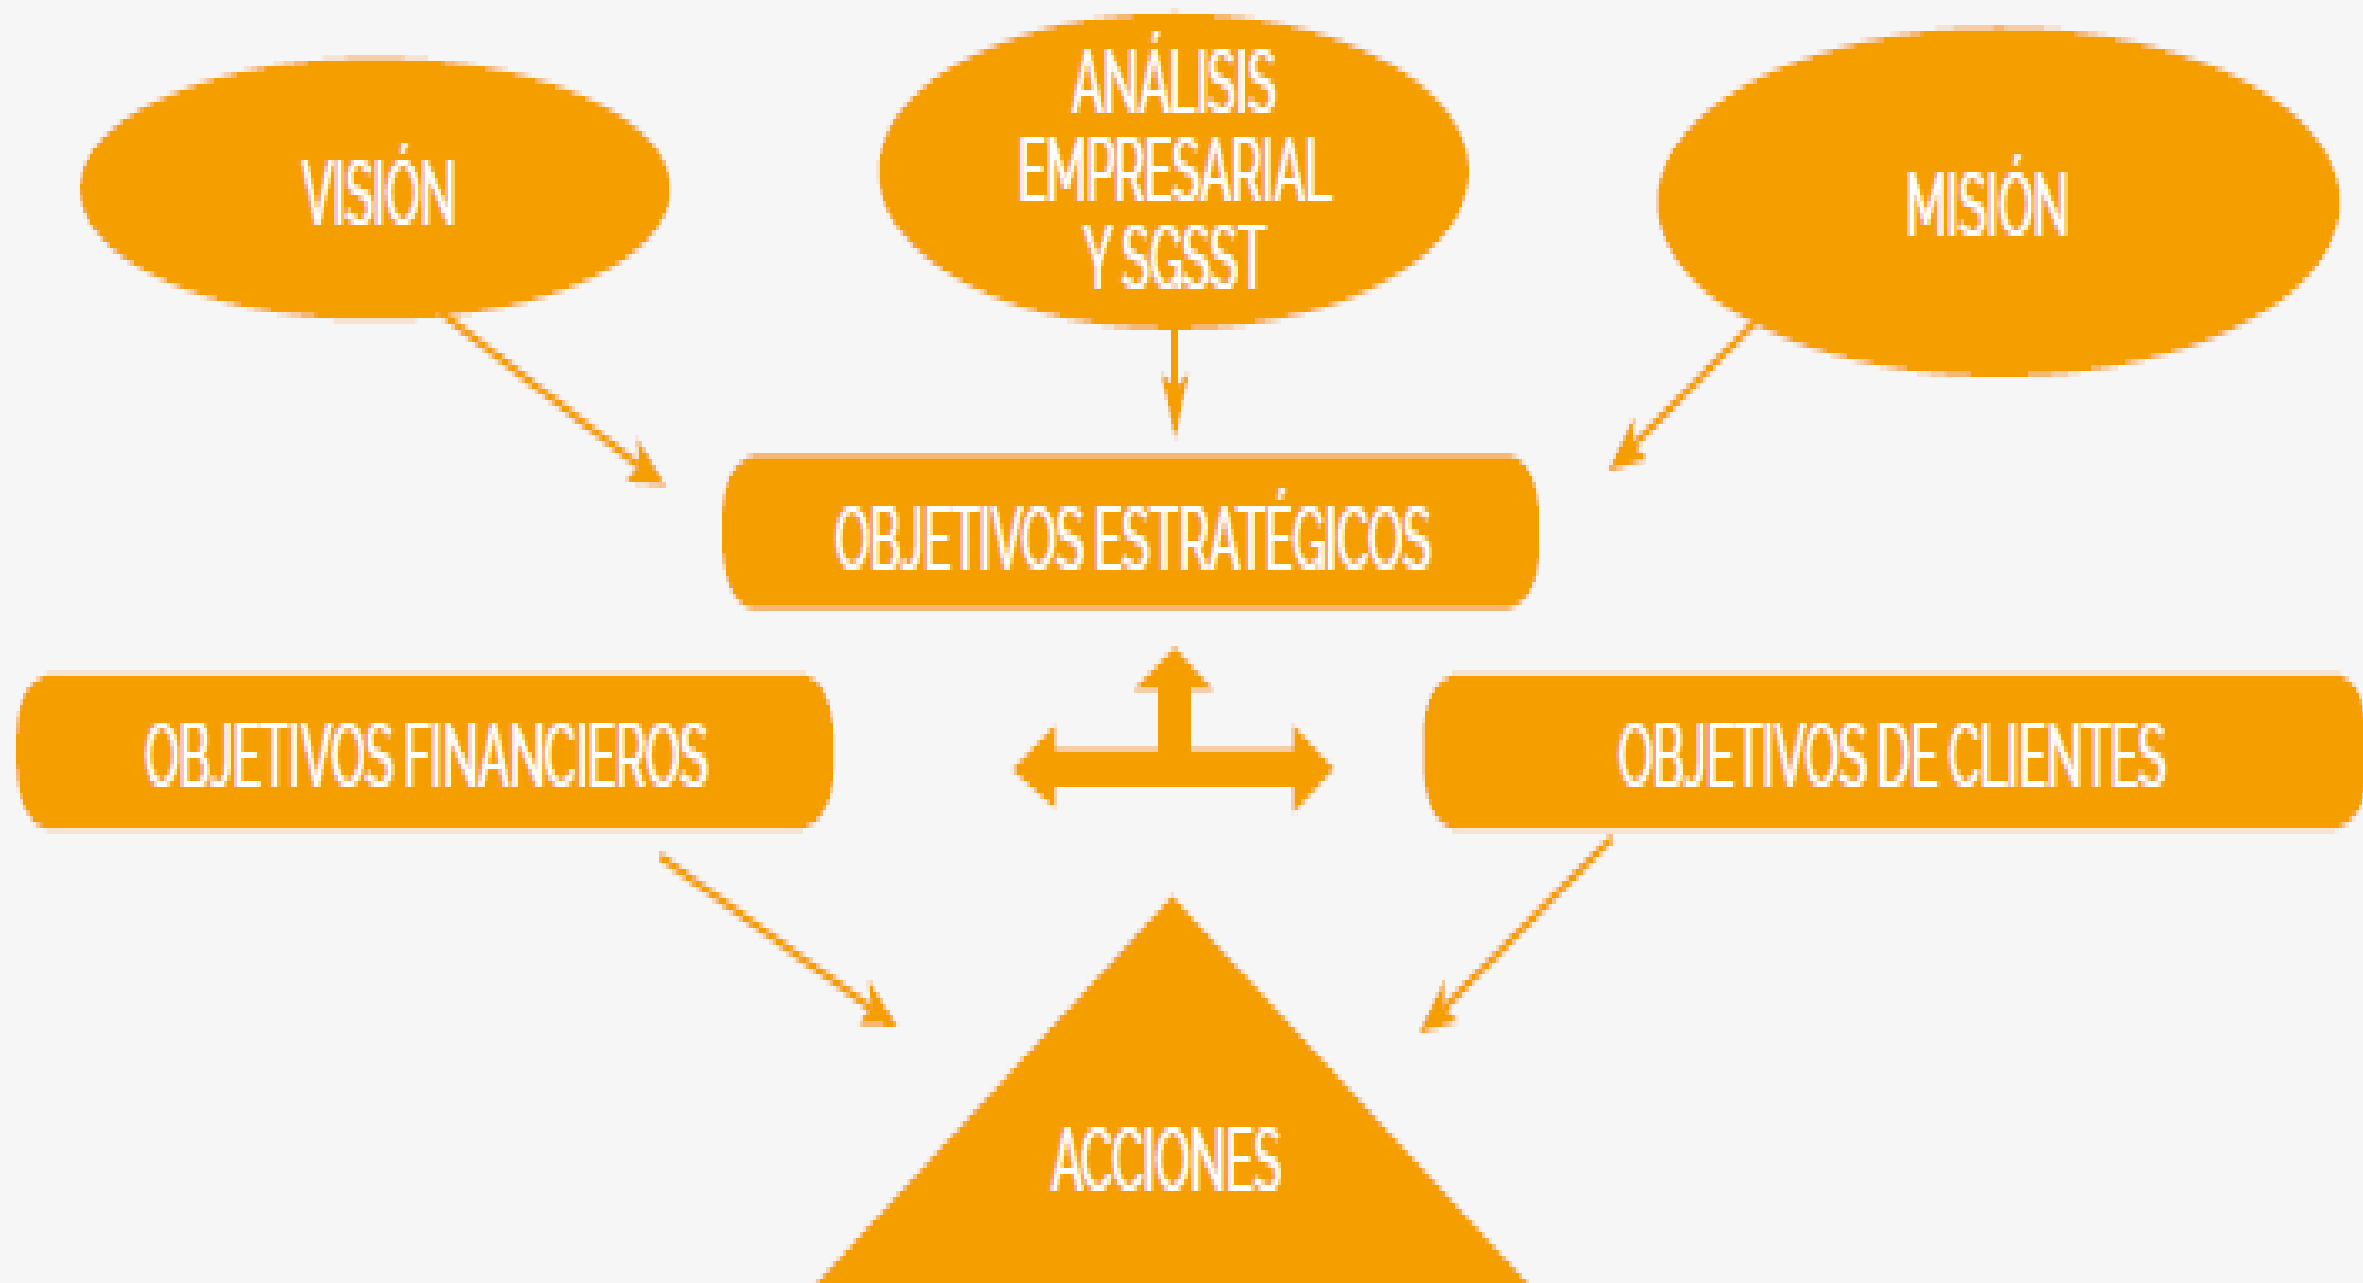 VISIÓN
ANÁLISIS
EMPRESARIAL
Y SGSST
MISIÓN
OBJETIVOS ESTRATÉGICOS
OBJETIVOS FINANCIEROS
OBJETIVOS DE CLIENTES
ACCIONES